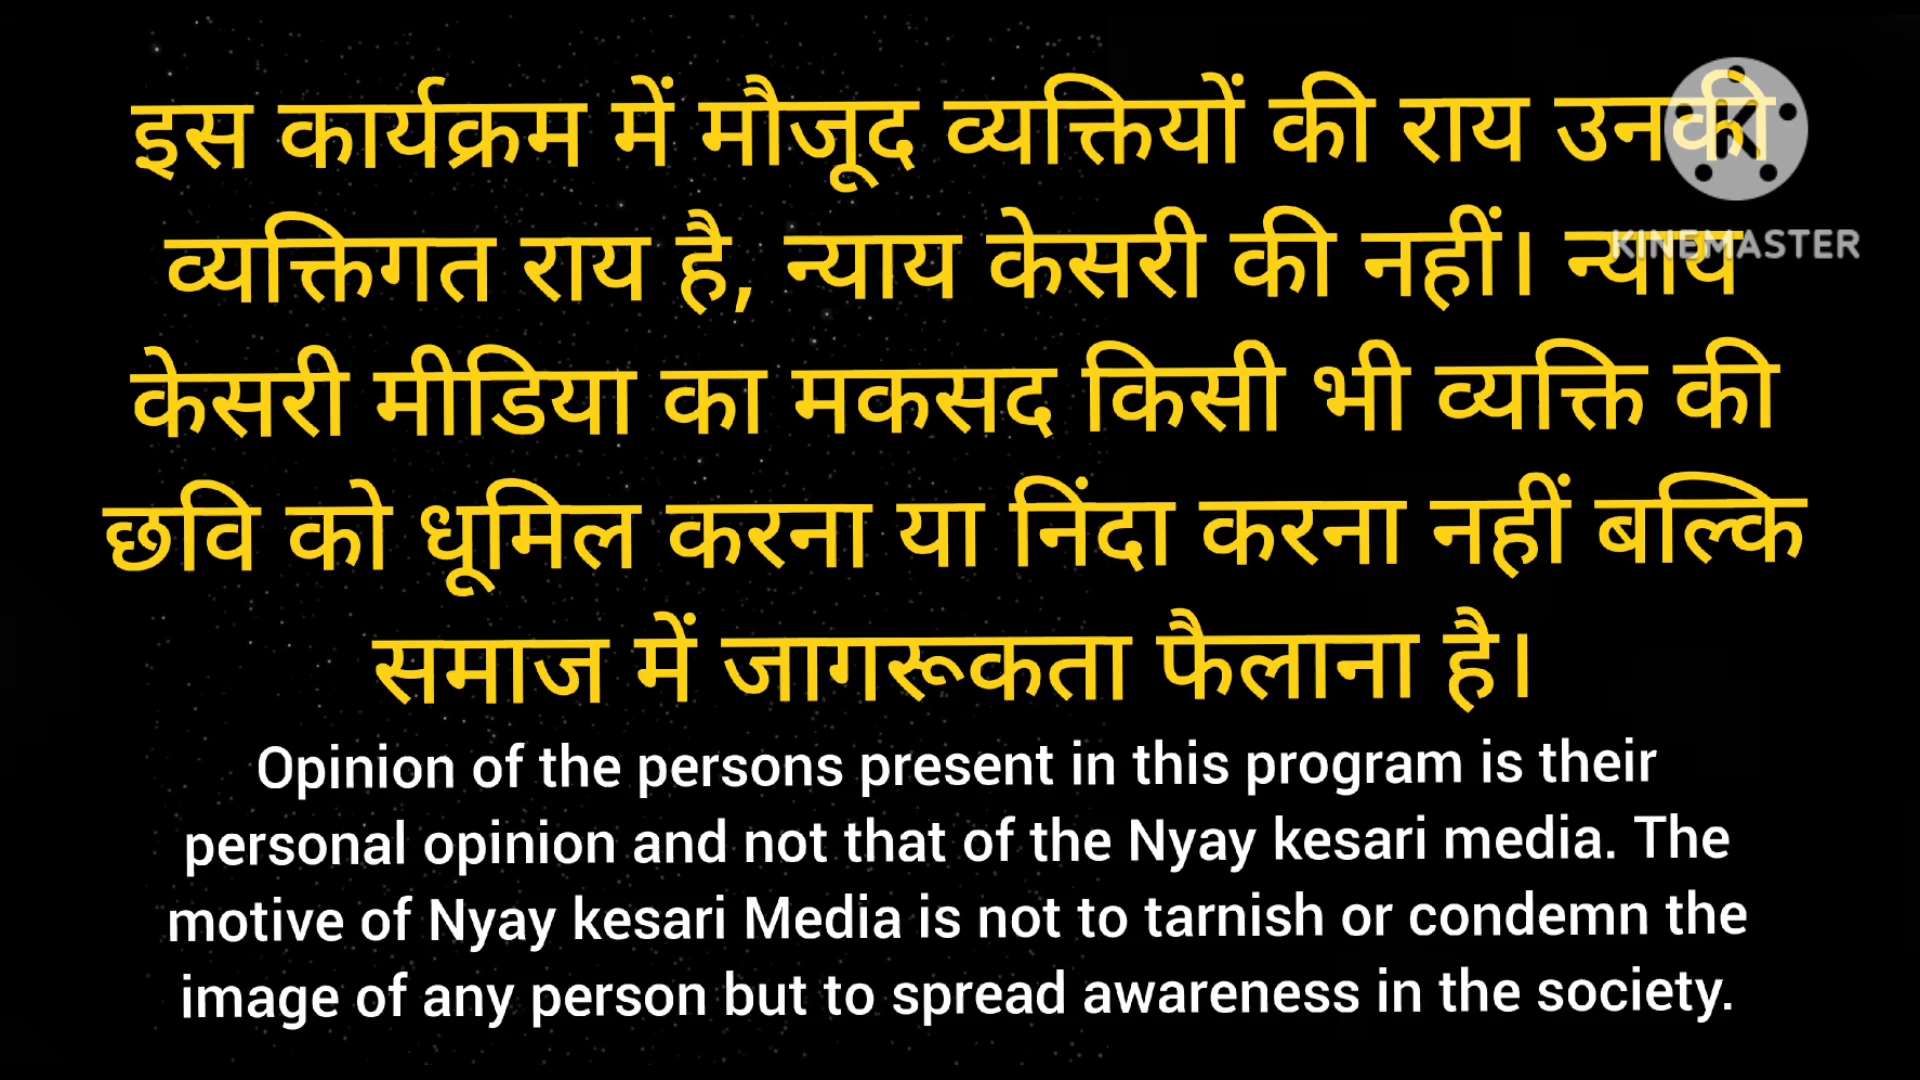 इस कार्यक्रम में मौजूद व्यक्तियों की राय उनकी
व्यक्तिगत राय है, न्याय केसरी की नहीं। न्याय
केसरी मीडिया का मकसद किसी भी व्यक्ति की
छवि को धूमिल करना या निंदा करना नहीं बल्कि
समाज में जागरूकता फैलाना है।
Opinion of the persons present in this program is their
personal opinion and not that of the Nyay kesari media. The
motive of Nyay kesari Media is not to tarnish or condemn the
image of any person but to spread awareness in the society.
K
KINEMASTER